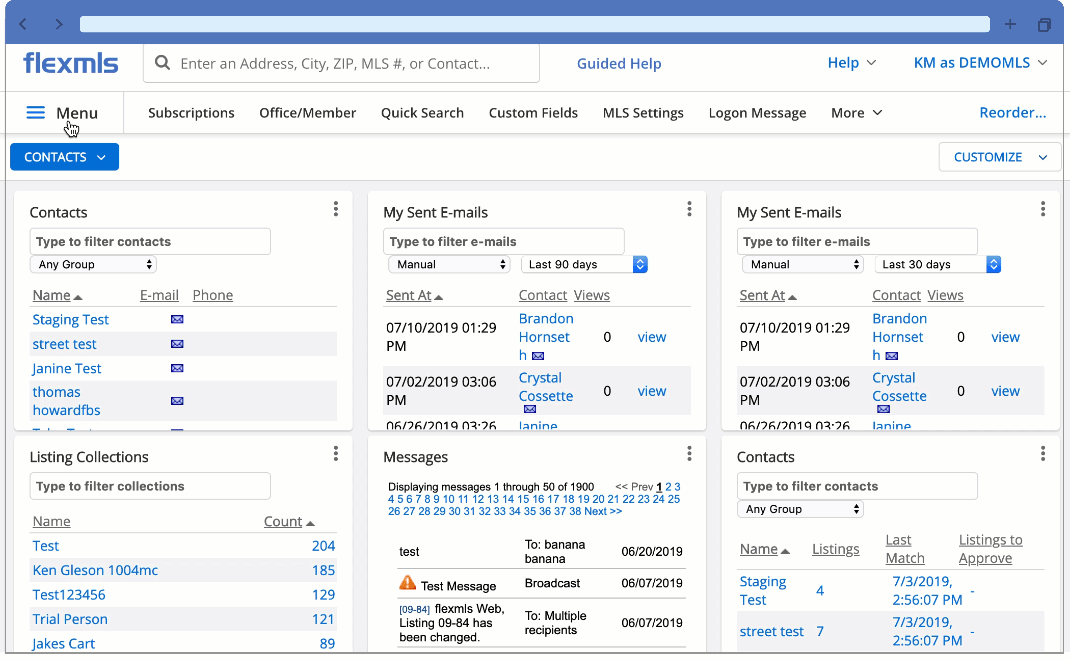 flexmls
Enter an Address, City, ZIP, MLS #, or Contact...
Guided Help
Help
KM as DEMOMLS
Menu
Subscriptions
Office/Member
Quick Search
Custom Fields
MLS Settings
Logon Message
More
Reorder...
CONTACTS
CUSTOMIZE
Contacts
Type to filter contacts
Any Group
Name E-mail Phone
Staging Test
street test
Janine Test
thomas
howardfbs
My Sent E-mails
Type to filter e-mails
Manual Last 90 days
Sent At Contact Views
07/10/2019 01:29 PM Brandon Hornseth 0 view
07/02/2019 03:06 PM Crystal Cossette 0 view
06/26/2019 03:26 Janine
My Sent E-mails
Type to filter e-mails
Manual Last 30 days
Sent At Contact Views
07/10/2019 01:29 PM Brandon Hornseth 0 view
07/02/2019 03:06 PM Crystal Cossette 0 view
06/26/2019 03:26 Janine
Listing Collections
Type to filter collections
Name Count
Test 204
Ken Gleson 1004mc 185
Test123456 129
Trial Person 121
Jakes Cart 89
Messages
Displaying messages 1 through 50 of 1900 << Prev 1 2 3
4 5 6 7 8 9 10 11 12 13 14 15 16 17 18 19 20 21 22 23 24 25
26 27 28 29 30 31 32 33 34 35 36 37 38 Next >>
test To: banana banana 06/20/2019
Test Message Broadcast 06/07/2019
[09-84] flexmls Web, Listing 09-84 has been changed. To: Multiple recipients 06/07/2019
Contacts
Type to filter contacts
Any Group
Name Listings Last Match Listings to Approve
Staging Test 4 7/3/2019, 2:56:07 PM -
street test 7 7/3/2019, 2:56:07 PM -